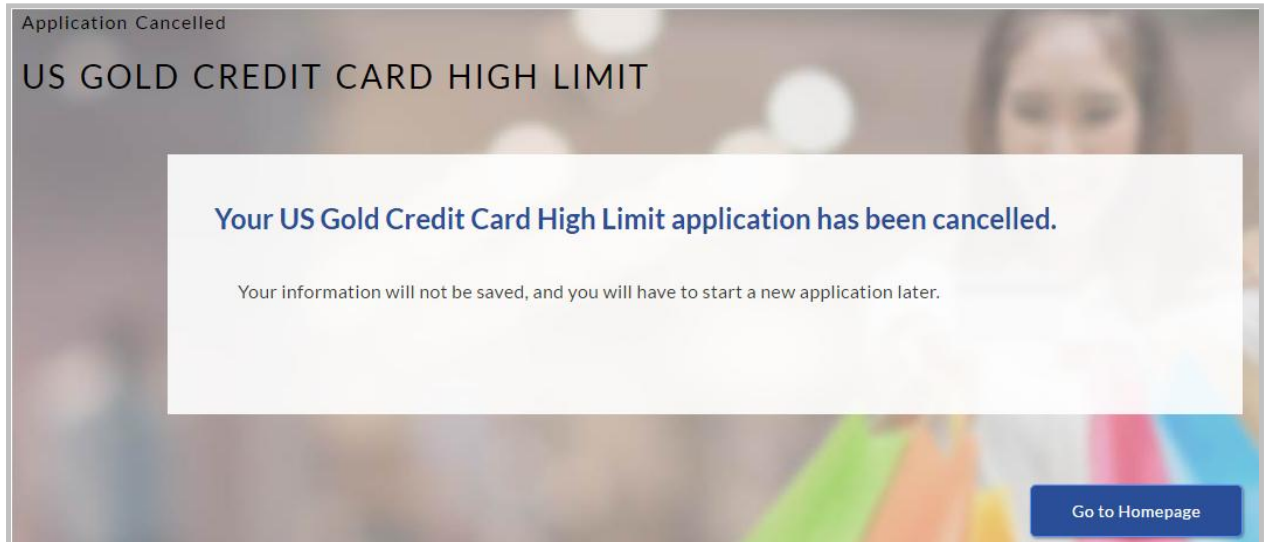 Application Cancelled
US GOLD CREDIT CARD HIGH LIMIT
Your US Gold Credit Card High Limit application has been cancelled.
Your information will not be saved, and you will have to start a new application later.
Go to Homepage